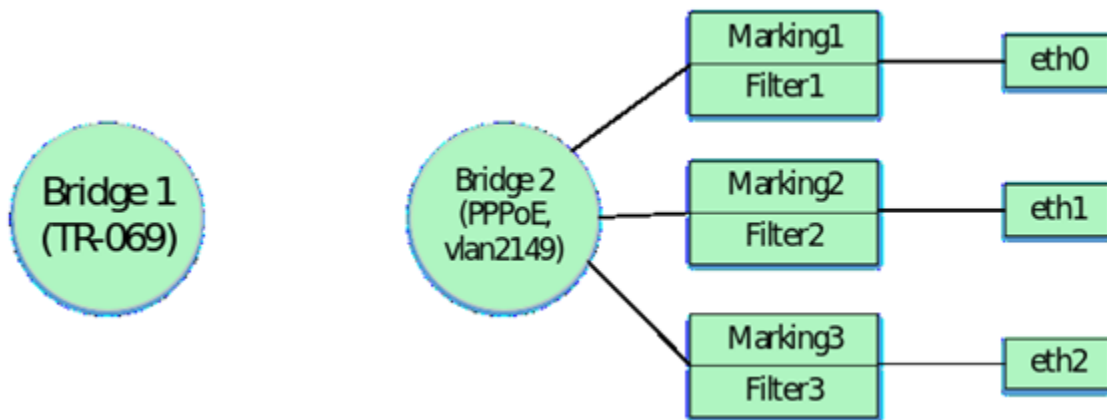 Bridge 1
(TR-069)
Bridge 2
(PPPoE,
vlan2149)
Marking1
Filter1
eth0
Marking2
Filter2
eth1
Marking3
Filter3
eth2